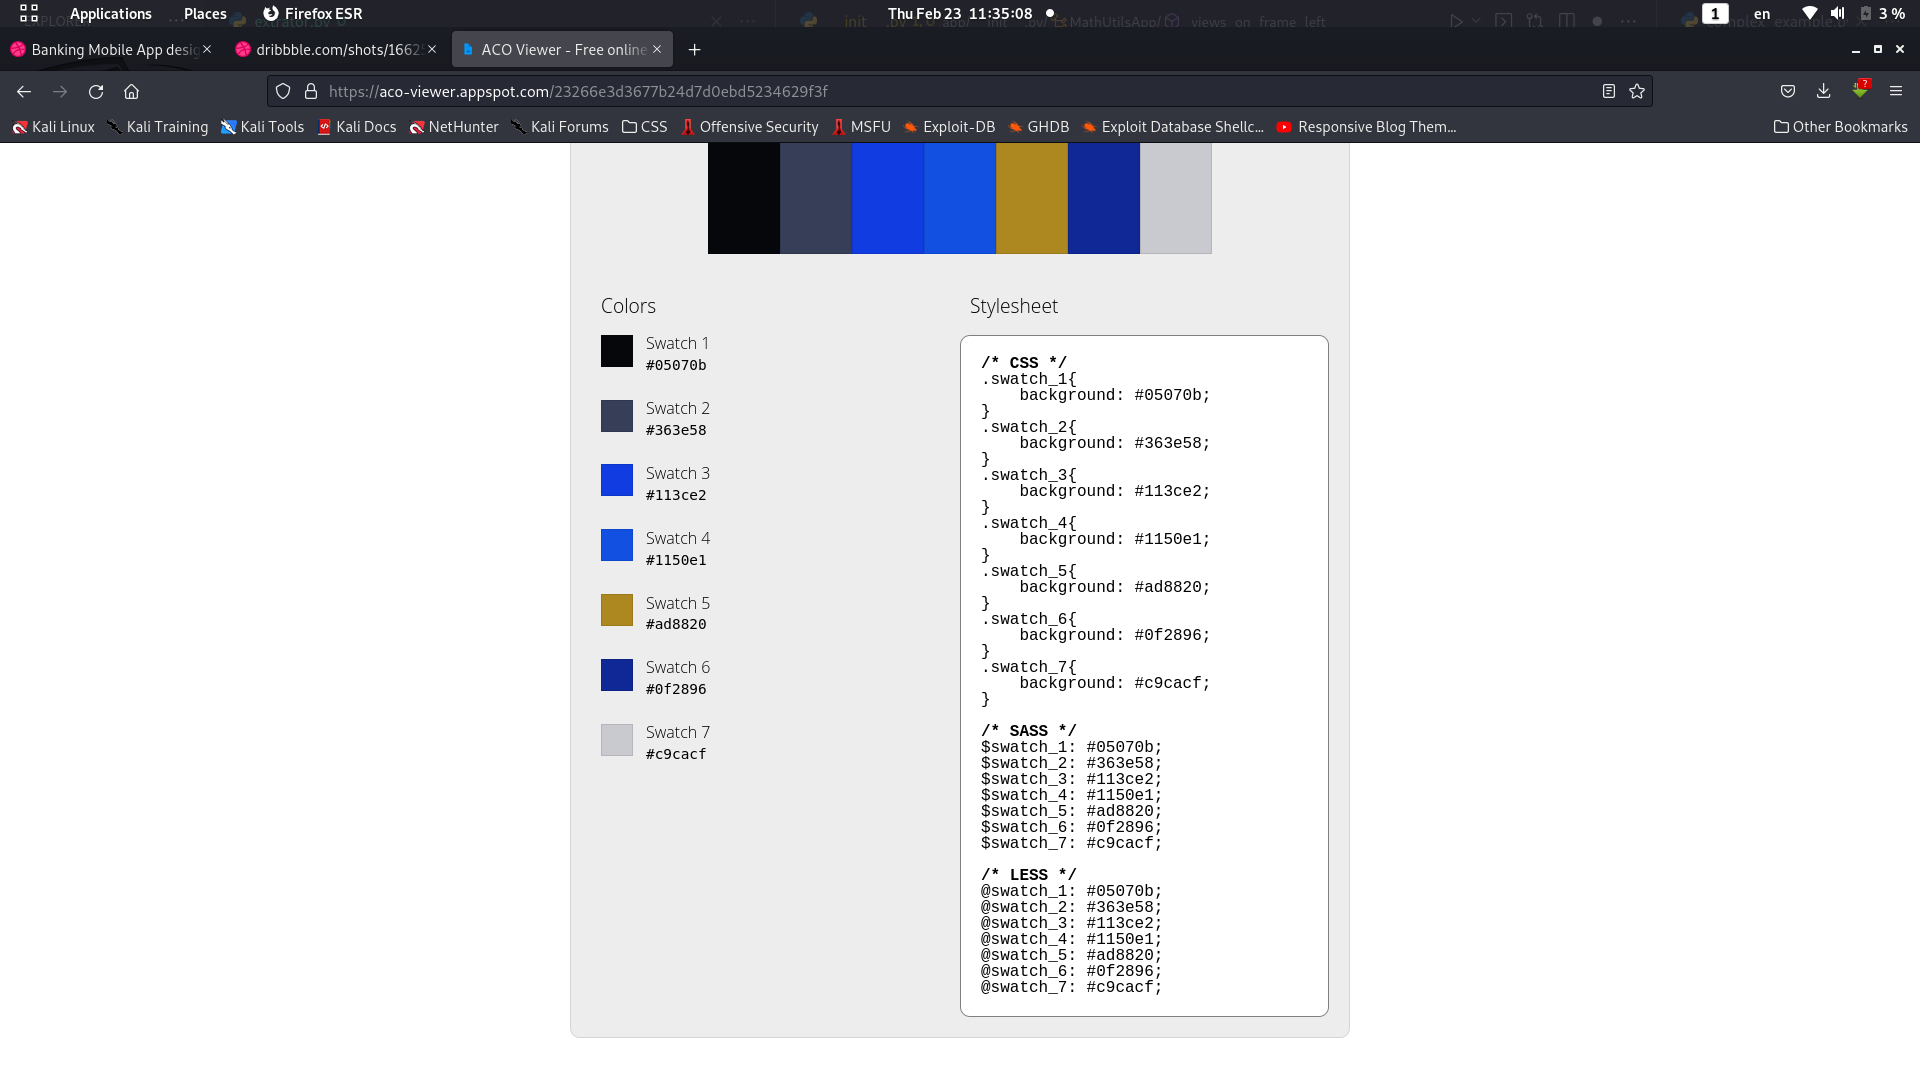 Applications Places Firefox ESR Thu Feb 23 11:35:08 1 en 3 %
Banking Mobile App desig dribbble.com/shots/1662 ACO Viewer - Free online
https://aco-viewer.appspot.com/23266e3d3677b24d7d0ebd5234629f3f
Kali Linux Kali Training Kali Tools Kali Docs NetHunter Kali Forums CSS Offensive Security MSFU Exploit-DB GHDB Exploit Database Shellc... Responsive Blog Them... Other Bookmarks
Colors
Swatch 1
#05070b
Swatch 2
#363e58
Swatch 3
#113ce2
Swatch 4
#1150e1
Swatch 5
#ad8820
Swatch 6
#0f2896
Swatch 7
#c9cacf
Stylesheet
/* CSS */
.swatch_1{
background: #05070b;
}
.swatch_2{
background: #363e58;
}
.swatch_3{
background: #113ce2;
}
.swatch_4{
background: #1150e1;
}
.swatch_5{
background: #ad8820;
}
.swatch_6{
background: #0f2896;
}
.swatch_7{
background: #c9cacf;
}
/* SASS */
$swatch_1: #05070b;
$swatch_2: #363e58;
$swatch_3: #113ce2;
$swatch_4: #1150e1;
$swatch_5: #ad8820;
$swatch_6: #0f2896;
$swatch_7: #c9cacf;
/* LESS */
@swatch_1: #05070b;
@swatch_2: #363e58;
@swatch_3: #113ce2;
@swatch_4: #1150e1;
@swatch_5: #ad8820;
@swatch_6: #0f2896;
@swatch_7: #c9cacf;